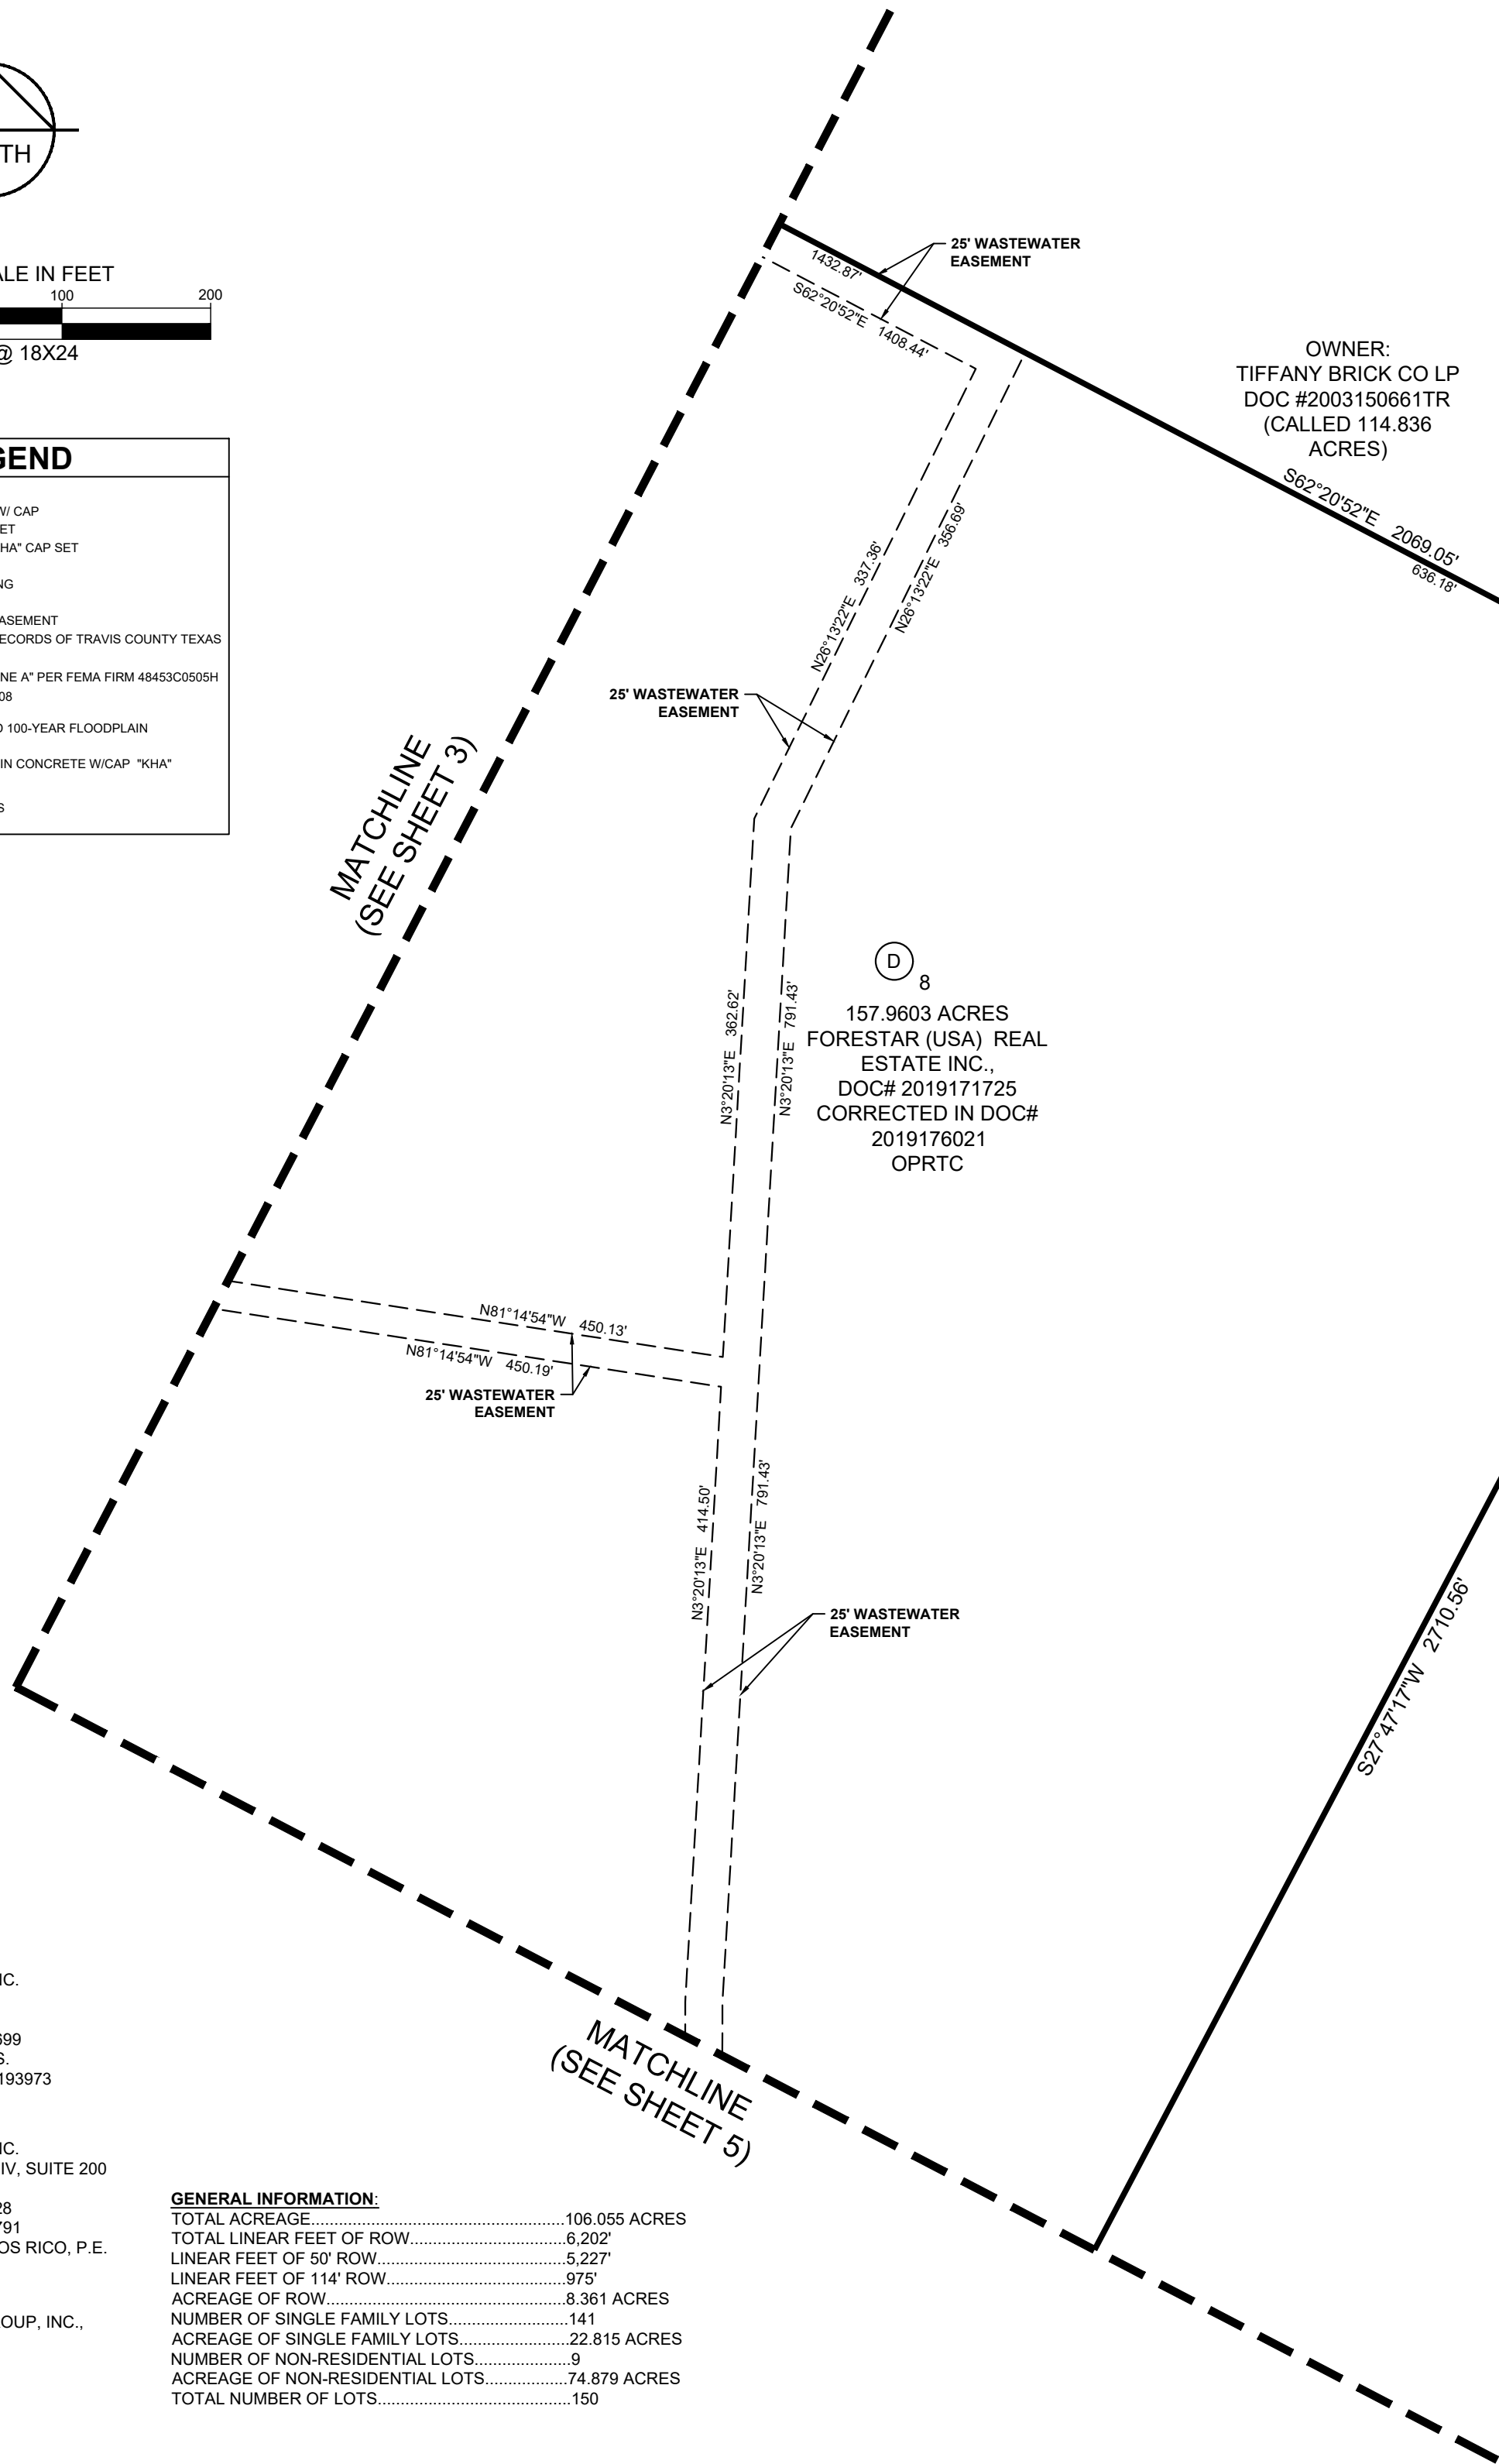 TH
ALE IN FEET
100 200
@ 18X24
GEND
W/ CAP
ET
HA" CAP SET
NG
ASEMENT
ECORDS OF TRAVIS COUNTY TEXAS
NE A" PER FEMA FIRM 48453C0505H
08
D 100-YEAR FLOODPLAIN
IN CONCRETE W/CAP "KHA"
S
25' WASTEWATER
EASEMENT
1432.87'
S62°20'52"E 1408.44'
OWNER:
TIFFANY BRICK CO LP
DOC #2003150661TR
(CALLED 114.836
ACRES)
S62°20'52"E 2069.05'
636.18'
N26°13'22"E 337.36'
N26°13'22"E 356.69'
25' WASTEWATER
EASEMENT
MATCHLINE
(SEE SHEET 3)
D
8
157.9603 ACRES
FORESTAR (USA) REAL
ESTATE INC.,
DOC# 2019171725
CORRECTED IN DOC#
2019176021
OPRTC
N3°20'13"E 362.62'
N3°20'13"E 791.43'
N81°14'54"W 450.13'
N81°14'54"W 450.19'
25' WASTEWATER
EASEMENT
N3°20'13"E 414.50'
N3°20'13"E 791.43'
25' WASTEWATER
EASEMENT
S27°47'17"W 2710.56'
MATCHLINE
(SEE SHEET 5)
NC.
699
S.
193973
NC.
IV, SUITE 200
28
791
OS RICO, P.E.
OUP, INC.,
GENERAL INFORMATION:
TOTAL ACREAGE....................................................106.055 ACRES
TOTAL LINEAR FEET OF ROW................................6,202'
LINEAR FEET OF 50' ROW.......................................5,227'
LINEAR FEET OF 114' ROW.....................................975'
ACREAGE OF ROW.................................................8.361 ACRES
NUMBER OF SINGLE FAMILY LOTS.........................141
ACREAGE OF SINGLE FAMILY LOTS.......................22.815 ACRES
NUMBER OF NON-RESIDENTIAL LOTS....................9
ACREAGE OF NON-RESIDENTIAL LOTS.................74.879 ACRES
TOTAL NUMBER OF LOTS........................................150